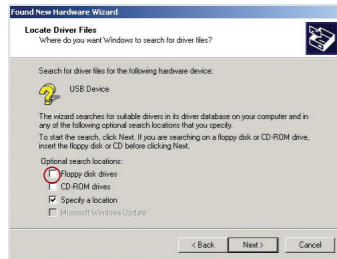 Found New Hardware Wizard
Locate Driver Files
Where do you want Windows to search for driver files?
Search for driver files for the following hardware device:
USB Device
The wizard searches for suitable drivers in its driver database on your computer and in
any of the following optional search locations that you specify.
To start the search, click Next. If you are searching on a floppy disk or CD-ROM drive,
insert the floppy disk or CD before clicking Next.
Optional search locations:
Floppy disk drives
CD-ROM drives
Specify a location
Microsoft Windows Update
< Back Next > Cancel